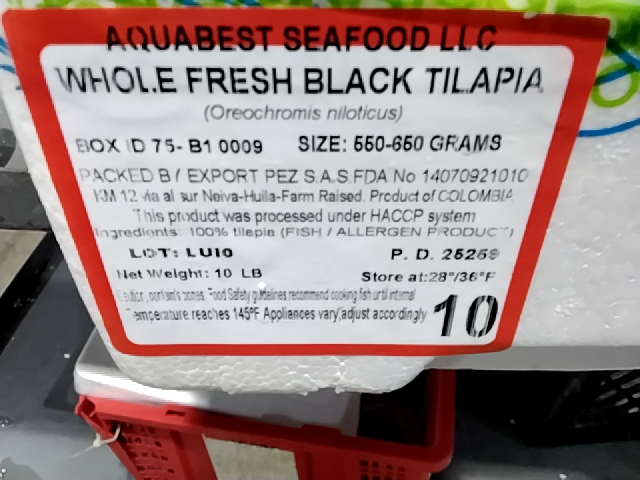 AQUABEST SEAFOOD LLC
WHOLE FRESH BLACK TILAPIA
(Oreochromis niloticus)
BOX ID 75- B1 0009 SIZE: 550-650 GRAMS
PACKED BY EXPORT PEZ S.A.S.FDA No 14070921010
KM 12 via al sur Neiva-Huila-Farm Raised. Product of COLOMBIA
This product was processed under HACCP system
Ingredients: 100% tilapia (FISH / ALLERGEN PRODUCT)
LOT: LUI0 P. D. 25269
Net Weight: 10 LB Store at:28°/36°F
Caution, contain's bones. Food Safety guidelines recommend cooking fish until internal
Temperature reaches 145ºF Appliances vary,adjust accordingly 10